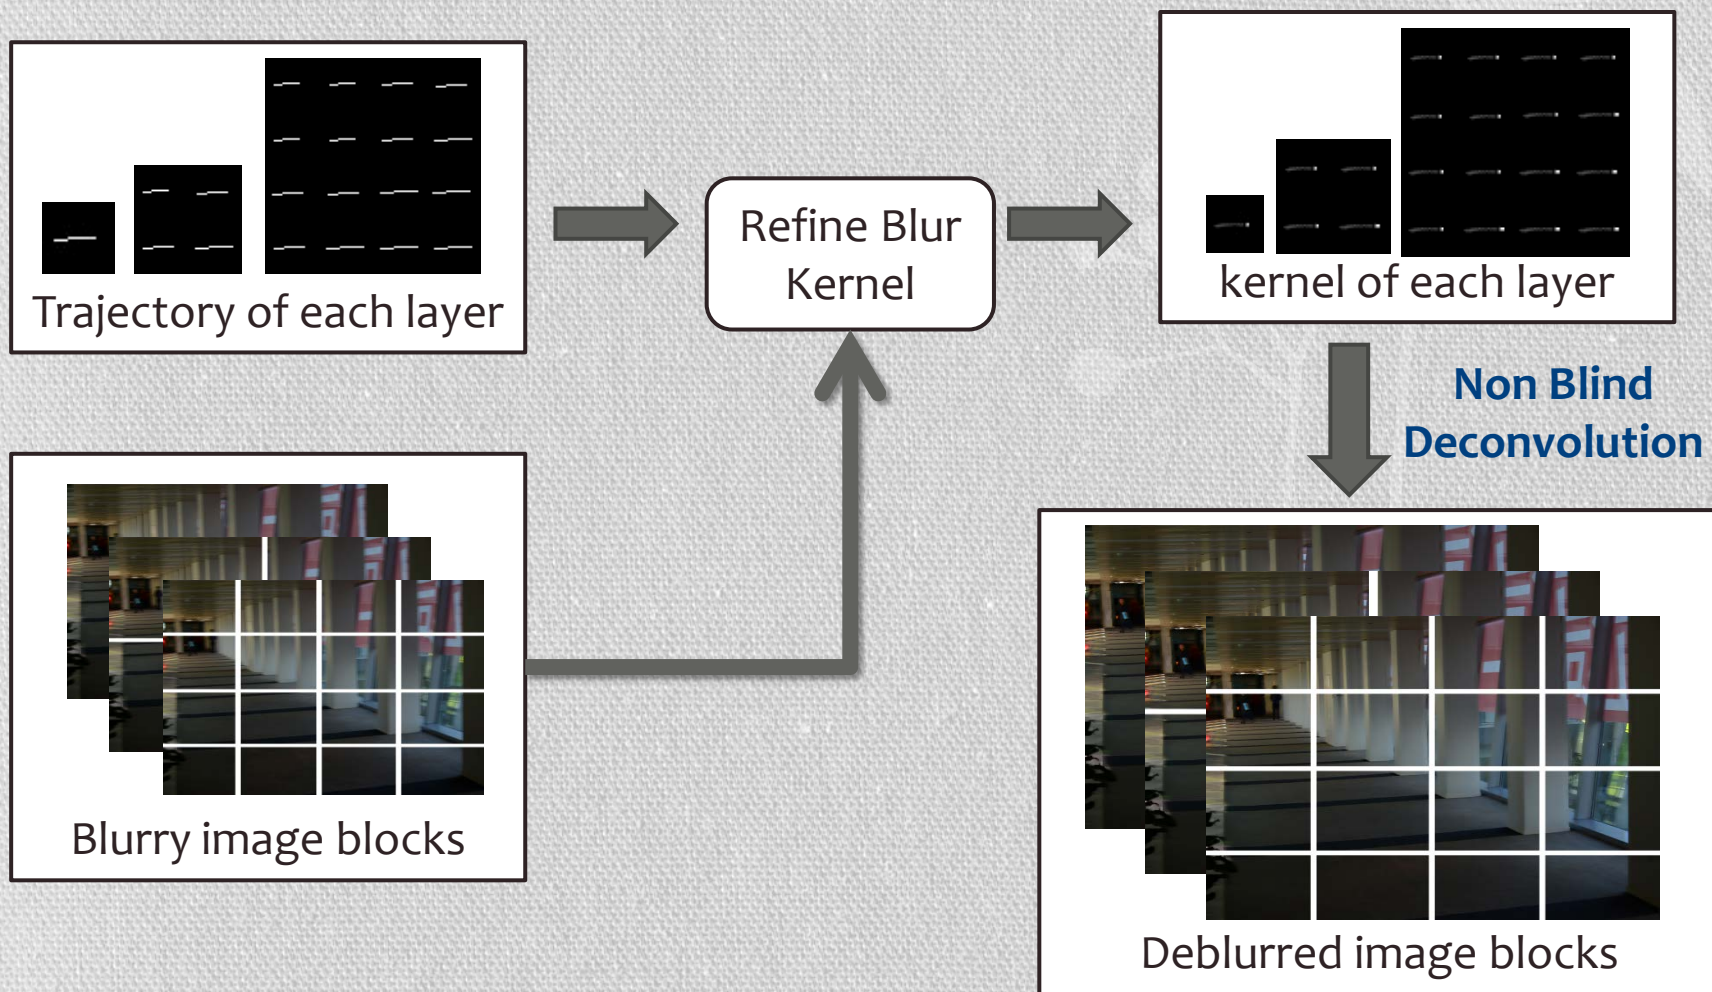 Trajectory of each layer
Refine Blur
Kernel
kernel of each layer
Non Blind
Deconvolution
Blurry image blocks
Deblurred image blocks